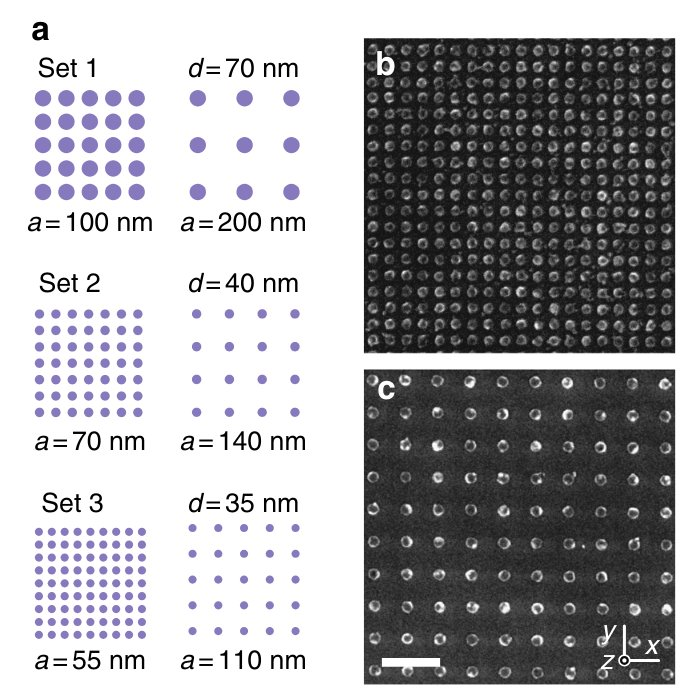 a
Set 1 d = 70 nm
a = 100 nm a = 200 nm
Set 2 d = 40 nm
a = 70 nm a = 140 nm
Set 3 d = 35 nm
a = 55 nm a = 110 nm
b
c
y
z x